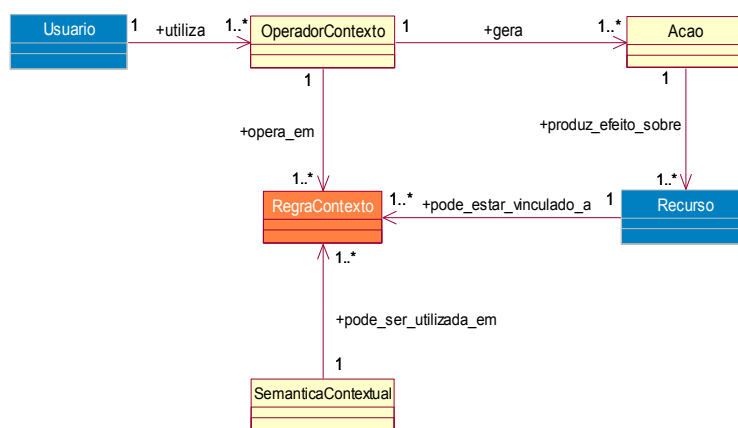 Usuario
1
+utiliza
1..*
OperadorContexto
1
+gera
1..*
Acao
1
+opera_em
1..*
1
+produz_efeito_sobre
1..*
RegraContexto
1..*
+pode_estar_vinculado_a
1
Recurso
1..*
+pode_ser_utilizada_em
1
SemanticaContextual